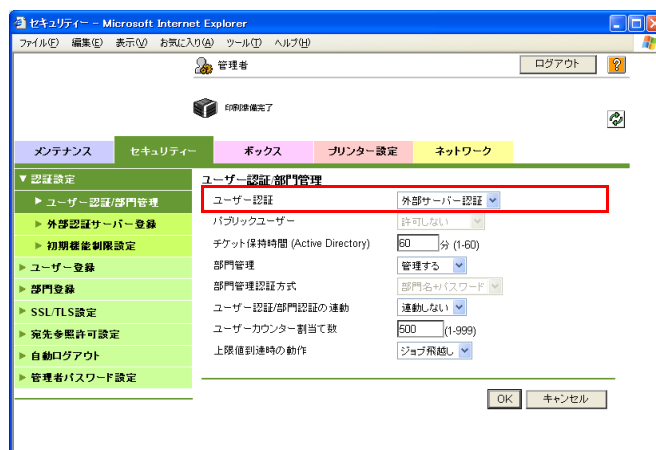 セキュリティー - Microsoft Internet Explorer
ファイル(F) 編集(E) 表示(V) お気に入り(A) ツール(T) ヘルプ(H)
管理者 ログアウト ?
印刷準備完了
メンテナンス セキュリティー ボックス プリンター設定 ネットワーク
▼認証設定
▶ユーザー認証/部門管理
▶外部認証サーバー登録
▶初期機能制限設定
▶ユーザー登録
▶部門登録
▶SSL/TLS設定
▶宛先参照許可設定
▶自動ログアウト
▶管理者パスワード設定
ユーザー認証/部門管理
ユーザー認証 外部サーバー認証
パブリックユーザー 許可しない
チケット保持時間 (Active Directory) 60 分 (1-60)
部門管理 管理する
部門管理認証方式 部門名+パスワード
ユーザー認証/部門認証の連動 連動しない
ユーザーカウンター割当て数 500 (1-999)
上限値到達時の動作 ジョブ飛越し
OK キャンセル